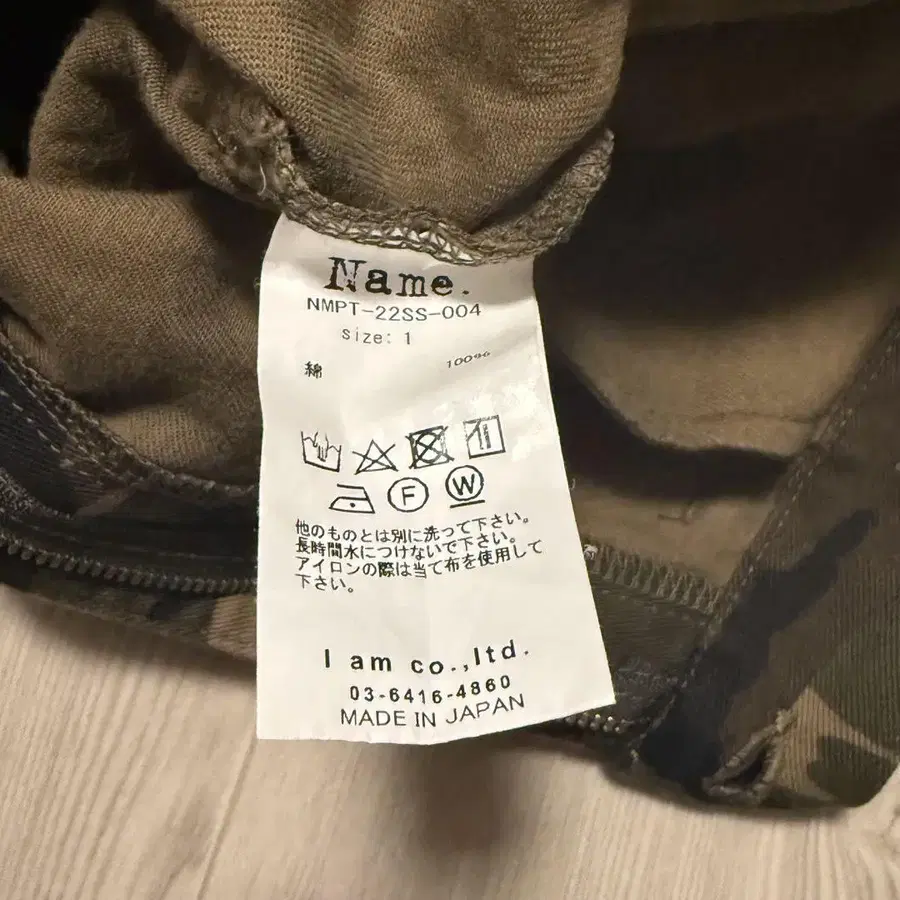 Name.
NMPT-22SS-004
size: 1
綿 100%
F W
他のものとは別に洗って下さい。
長時間水につけないで下さい。
アイロンの際は当て布を使用して
下さい。
I am co.,ltd.
03-6416-4860
MADE IN JAPAN